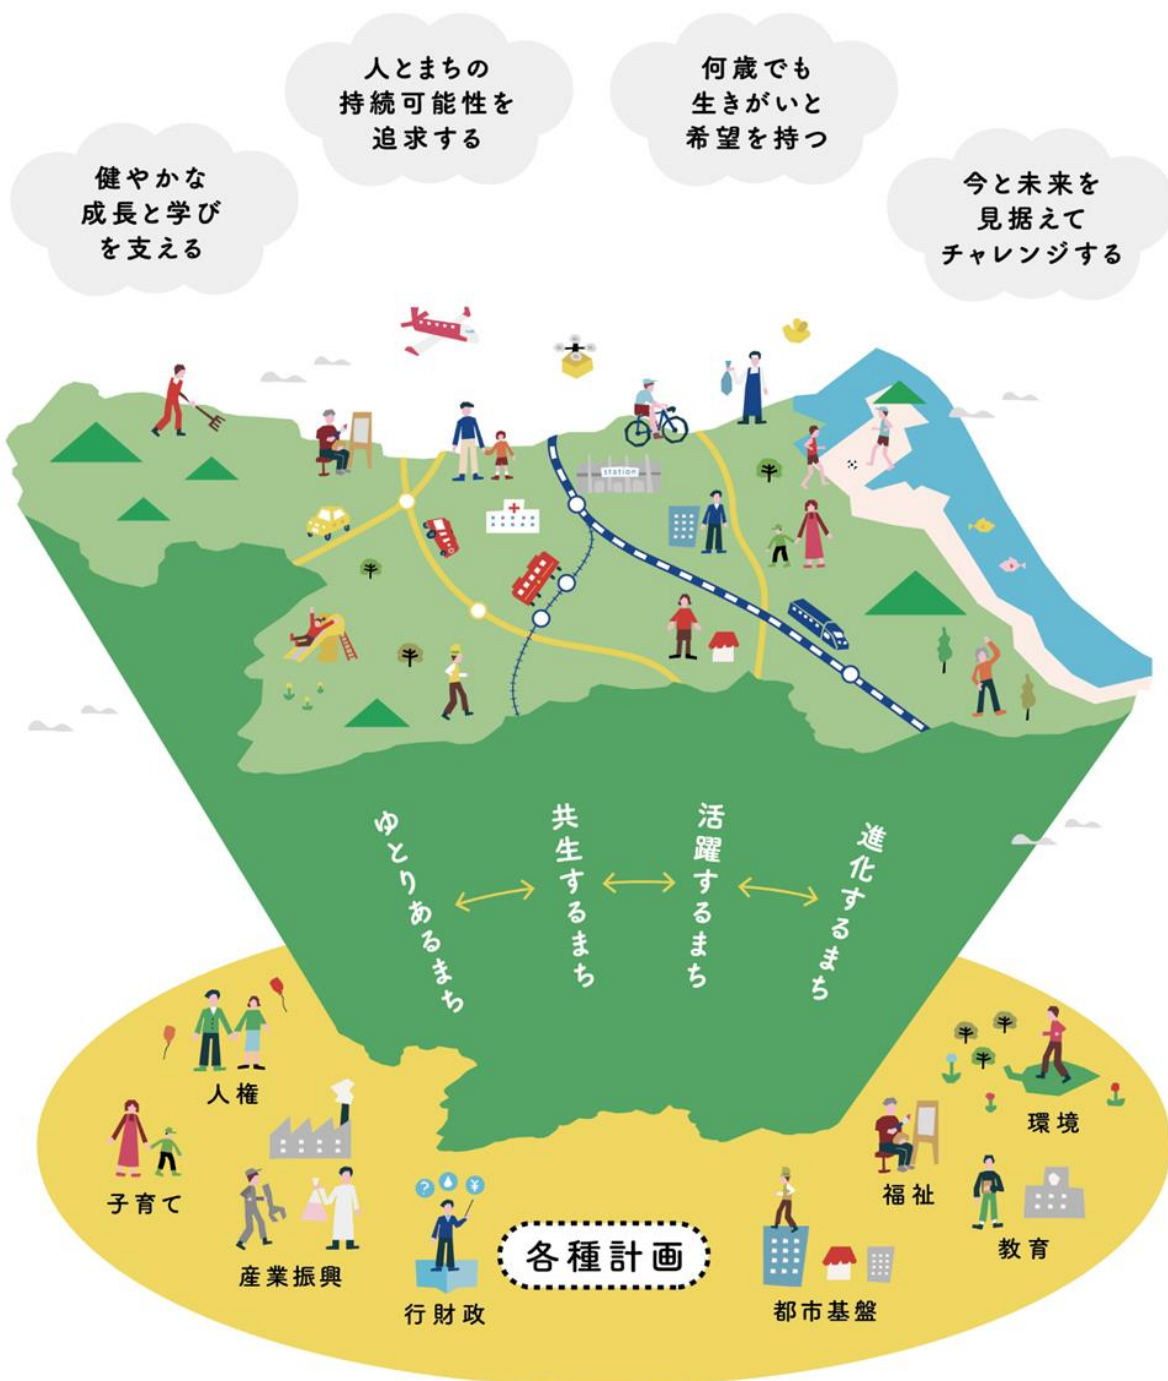 人とまちの
持続可能性を
追求する
何歳でも
生きがいと
希望を持つ
健やかな
成長と学び
を支える
今と未来を
見据えて
チャレンジする
station
ゆとりあるまち
共生するまち
活躍するまち
進化するまち
人権
環境
子育て
福祉
産業振興
教育
? ¥
行財政
各種計画
都市基盤